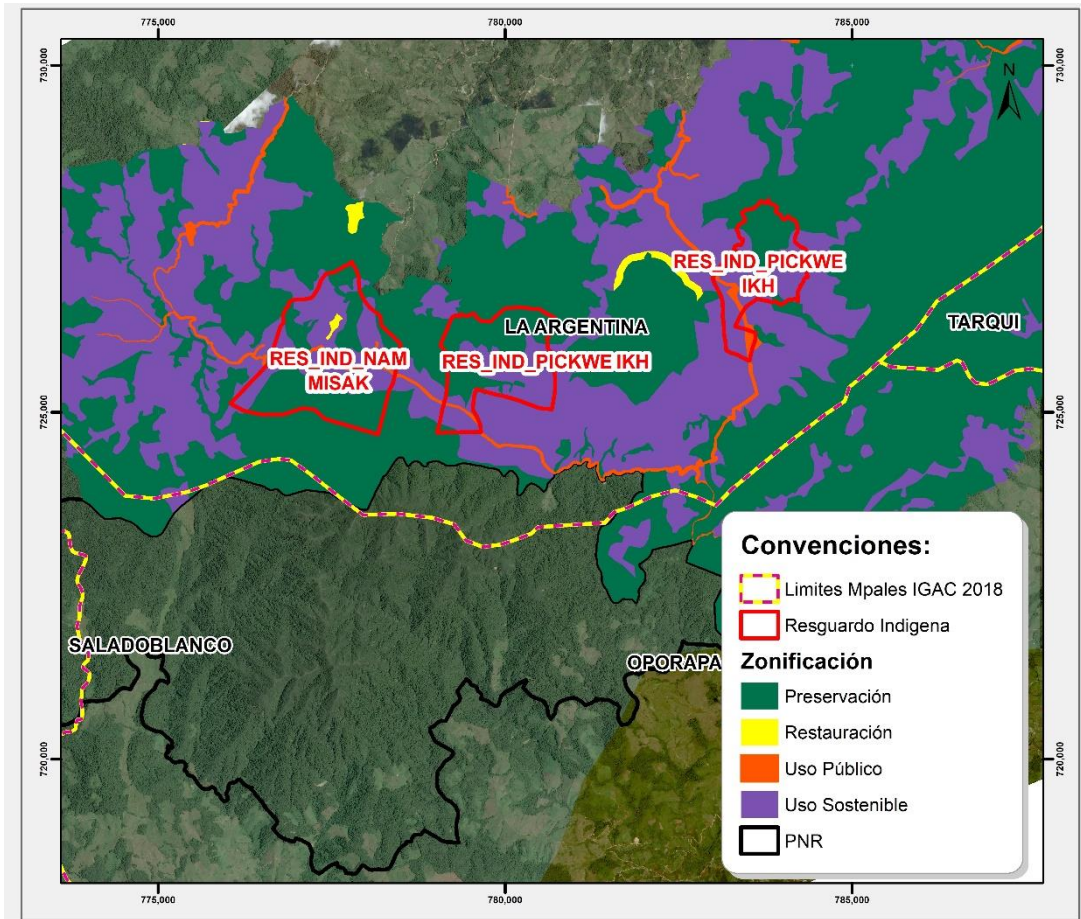 775,000
780,000
785,000
730,000
730,000
N
RES_IND_PICKWE
IKH
LA ARGENTINA
TARQUI
RES_IND_NAM
MISAK
RES_IND_PICKWE IKH
725,000
725,000
SALADOBLANCO
OPORAPA
720,000
720,000
Convenciones:
Limites Mpales IGAC 2018
Resguardo Indigena
Zonificación
Preservación
Restauración
Uso Público
Uso Sostenible
PNR
775,000
780,000
785,000